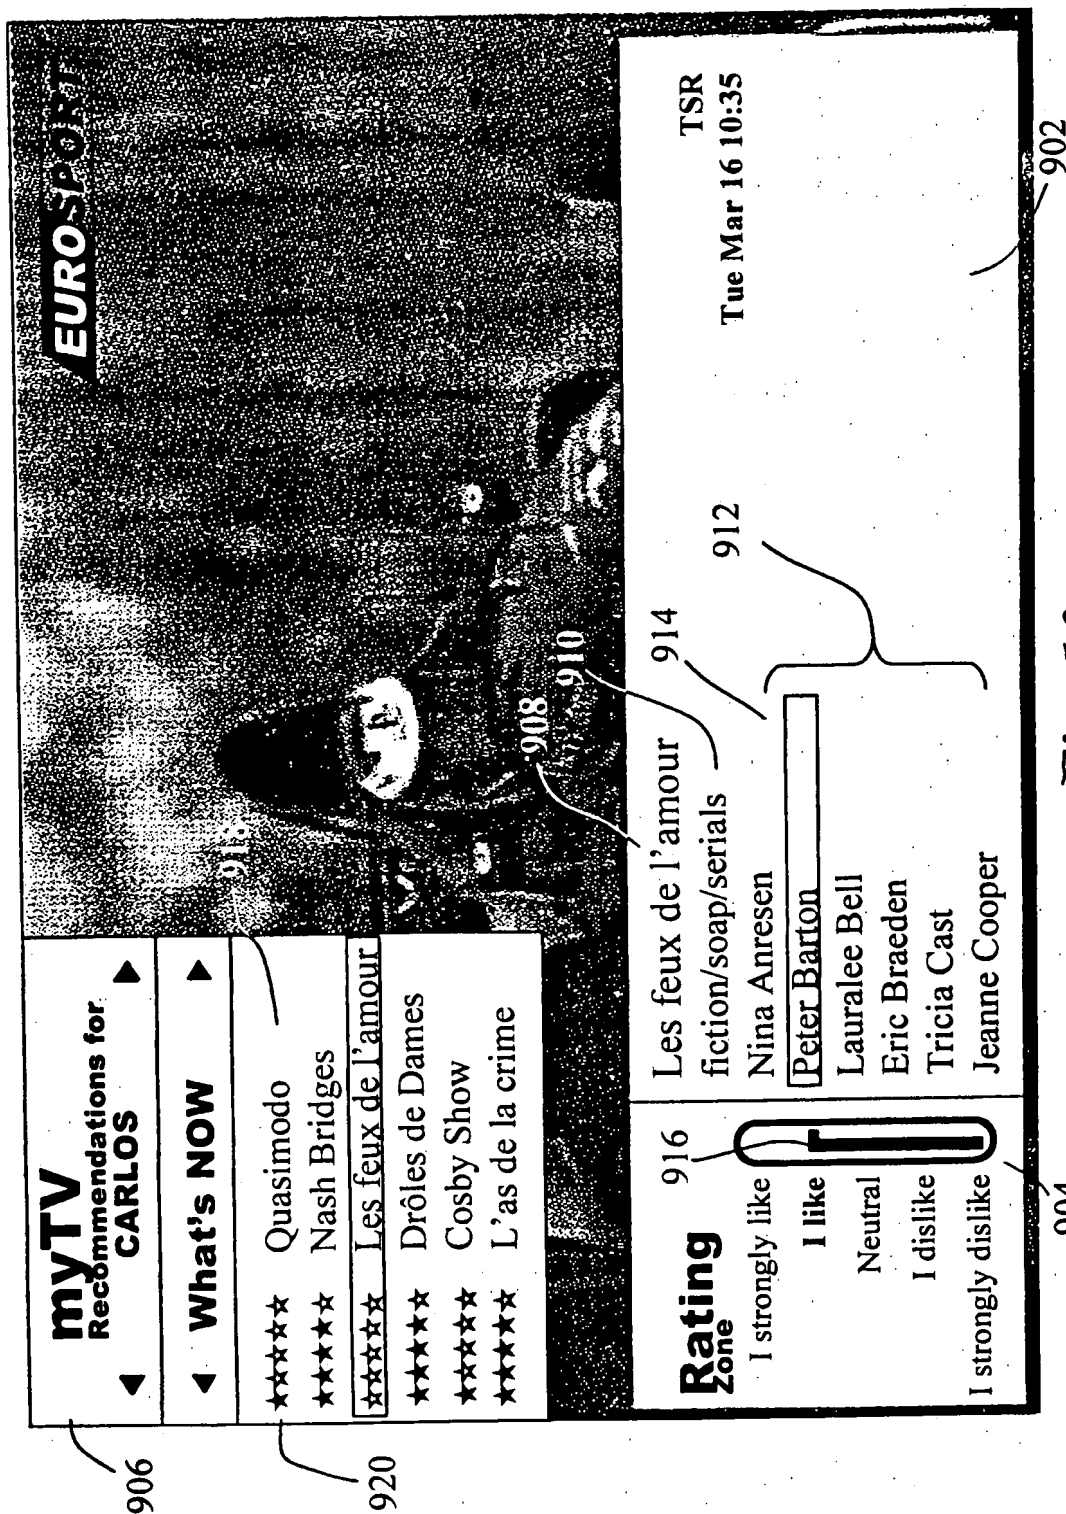 906
myTV
Recommendations for
◀ CARLOS ▶
◀ What's NOW ▶
918
920
★★★★☆ Quasimodo
★★★★★ Nash Bridges
☆☆☆☆☆ Les feux de l'amour
★★★★☆ Drôles de Dames
★★★☆☆ Cosby Show
★★★★☆ L'as de la crime
EUROSPORT
908
910
Rating
zone
916
I strongly like
I like
Neutral
I dislike
I strongly dislike
904
Les feux de l'amour
fiction/soap/serials
Nina Anresen
Peter Barton
Lauralee Bell
Eric Braeden
Tricia Cast
Jeanne Cooper
914
912
TSR
Tue Mar 16 10:35
902